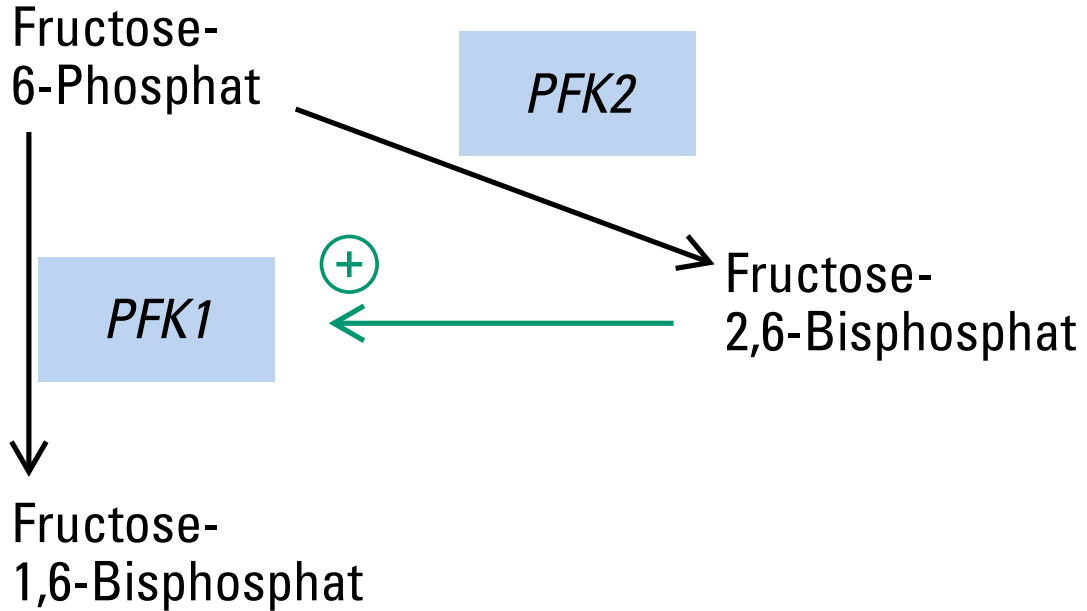 Fructose-
6-Phosphat
PFK2
+
Fructose-
2,6-Bisphosphat
PFK1
Fructose-
1,6-Bisphosphat